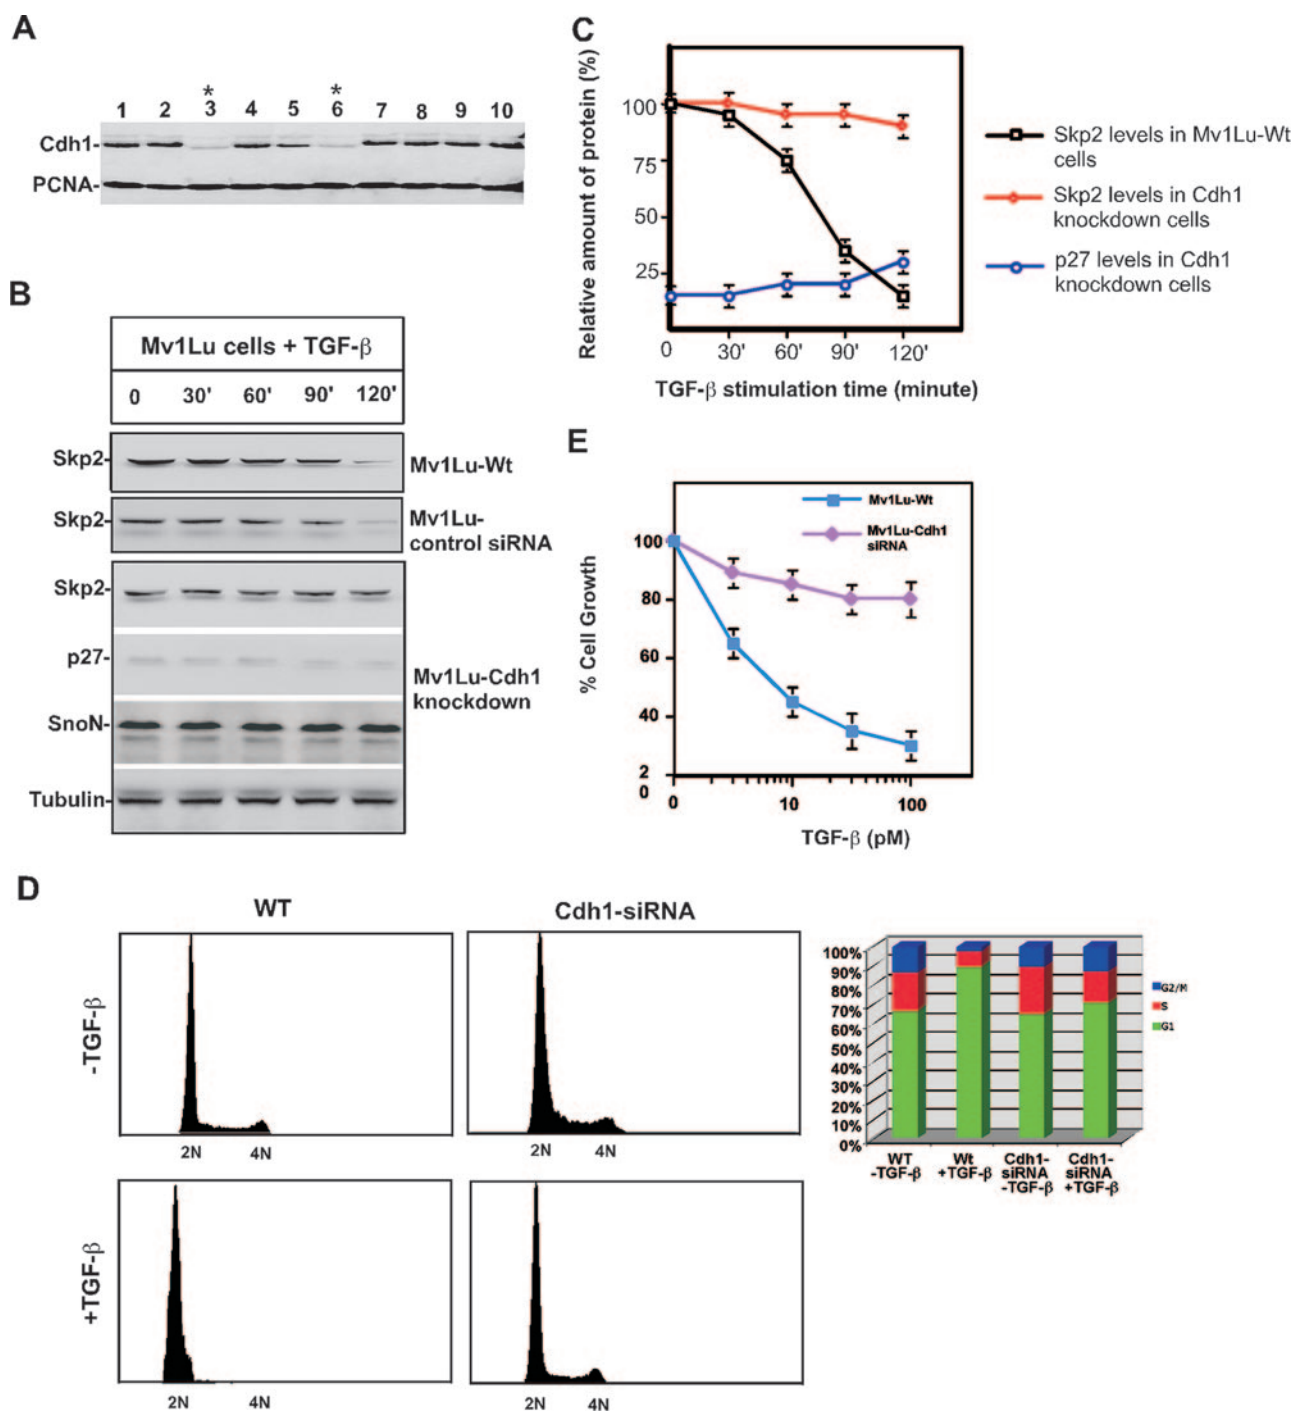 A
* *
1 2 3 4 5 6 7 8 9 10
Cdh1-
PCNA-
B
Mv1Lu cells + TGF-β
0 30' 60' 90' 120'
Skp2-
Mv1Lu-Wt
Skp2-
Mv1Lu-
control siRNA
Skp2-
p27-
Mv1Lu-Cdh1
knockdown
SnoN-
Tubulin-
C
Relative amount of protein (%)
100
75
50
25
0 30' 60' 90' 120'
TGF-β stimulation time (minute)
Skp2 levels in Mv1Lu-Wt
cells
Skp2 levels in Cdh1
knockdown cells
p27 levels in Cdh1
knockdown cells
E
Mv1Lu-Wt
Mv1Lu-Cdh1
siRNA
% Cell Growth
100
80
60
40
2
0
0 10 100
TGF-β (pM)
D
WT
Cdh1-siRNA
-TGF-β
2N 4N
2N 4N
+TGF-β
2N 4N
2N 4N
100%
90%
80%
70%
60%
50%
40%
30%
20%
10%
0%
G2/M
S
G1
WT
-TGF-β
Wt
+TGF-β
Cdh1-
siRNA
-TGF-β
Cdh1-
siRNA
+TGF-β